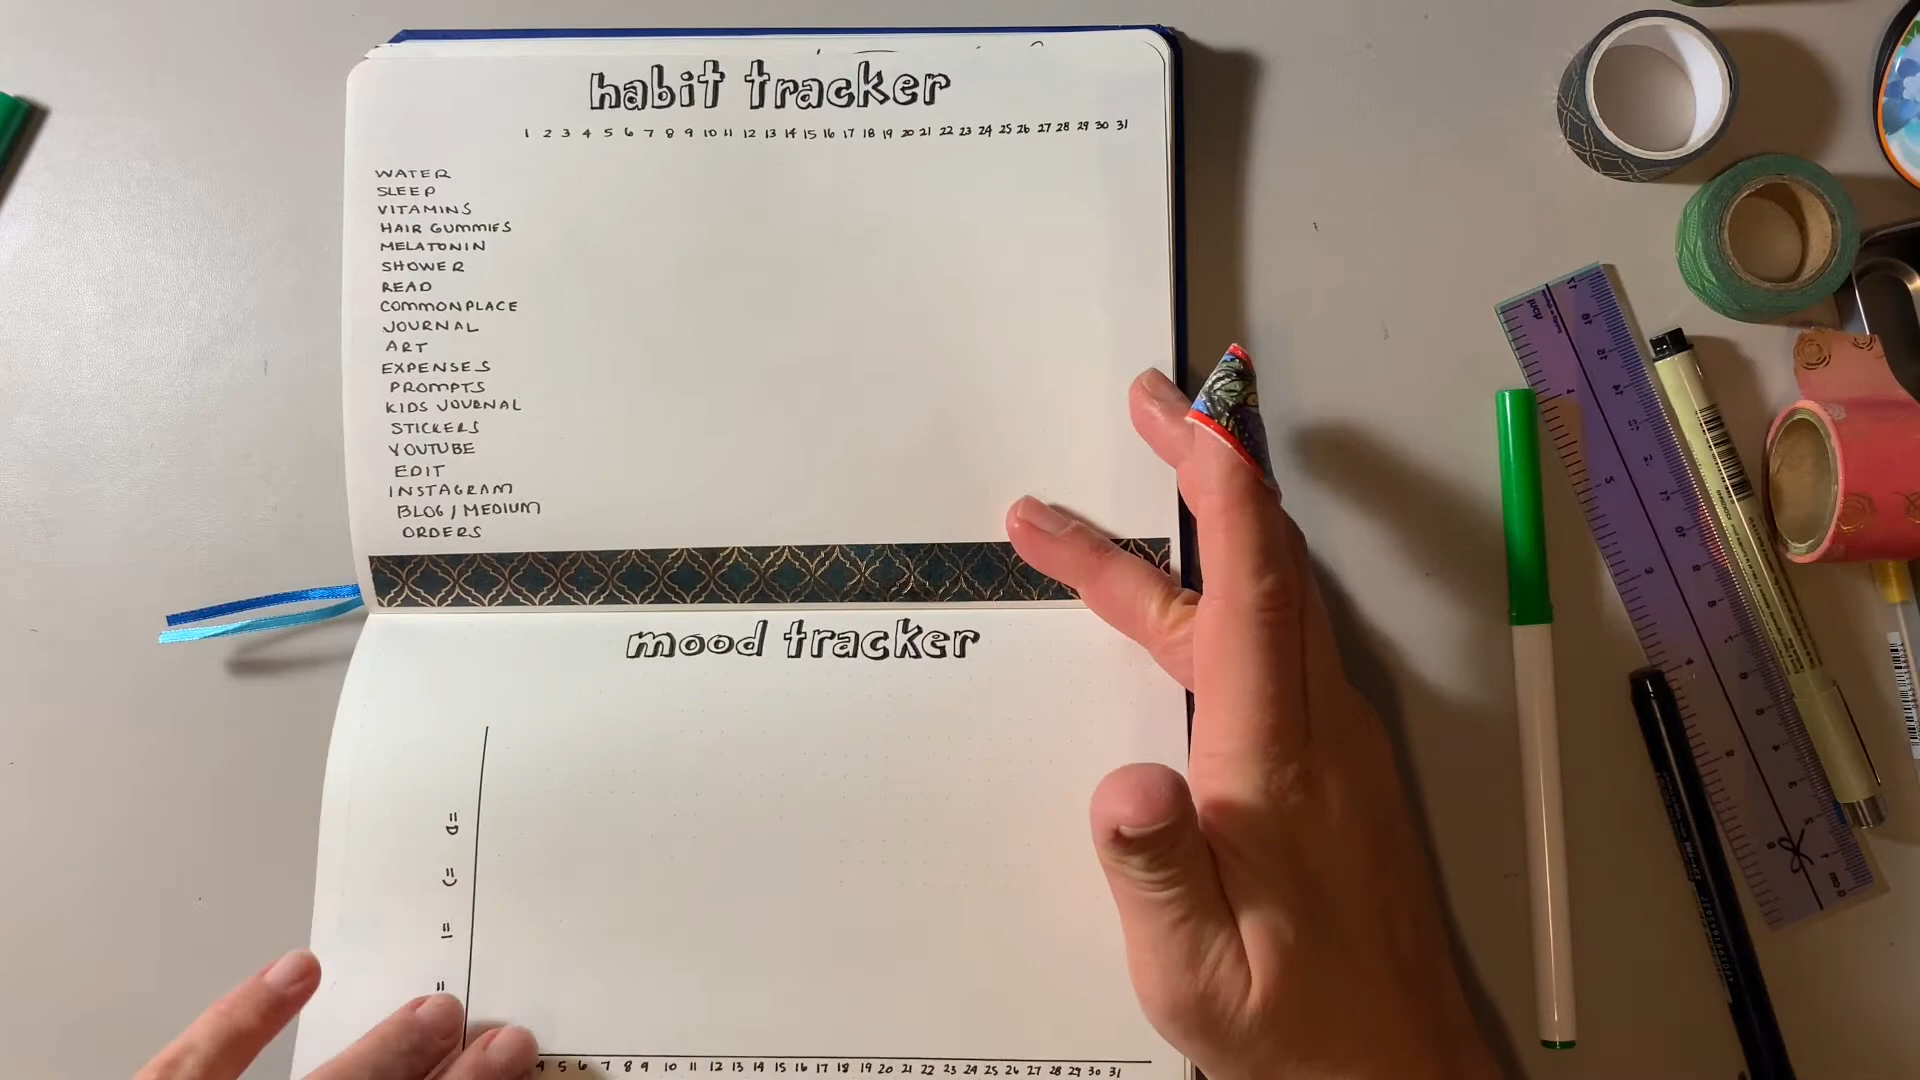 habit tracker
1 2 3 4 5 6 7 8 9 10 11 12 13 14 15 16 17 18 19 20 21 22 23 24 25 26 27 28 29 30 31
WATER
SLEEP
VITAMINS
HAIR GUMMIES
MELATONIN
SHOWER
READ
COMMONPLACE
JOURNAL
ART
EXPENSES
PROMPTS
KIDS JOURNAL
STICKERS
YOUTUBE
EDIT
INSTAGRAM
BLOG / MEDIUM
ORDERS
mood tracker
=D
=)
=|
=
4 5 6 7 8 9 10 11 12 13 14 15 16 17 18 19 20 21 22 23 24 25 26 27 28 29 30 31